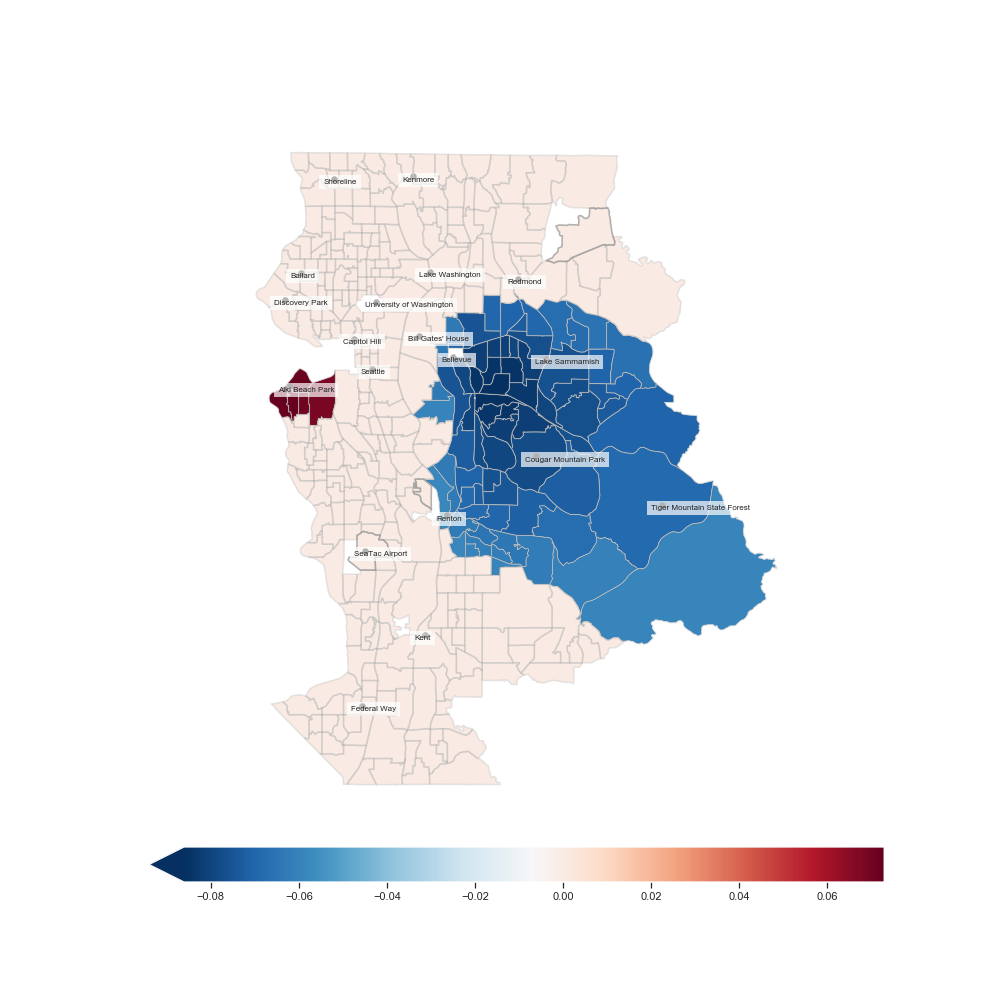 Shoreline
Kenmore
Ballard
Lake Washington
Redmond
Discovery Park
University of Washington
Capitol Hill
Bill Gates' House
Bellevue
Lake Sammamish
Seattle
Alki Beach Park
Cougar Mountain Park
Tiger Mountain State Forest
Renton
SeaTac Airport
Kent
Federal Way
−0.08 −0.06 −0.04 −0.02 0.00 0.02 0.04 0.06